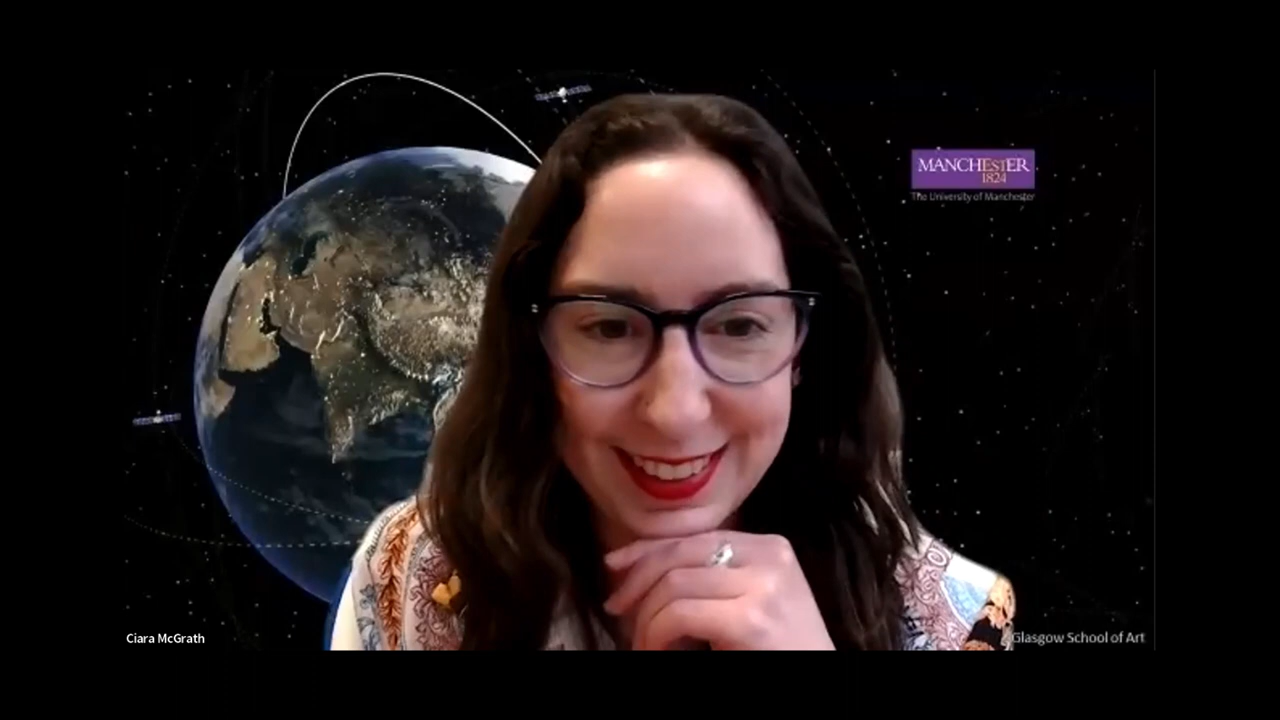 MANCHESTER
1824
The University of Manchester
Ciara McGrath
Glasgow School of Art